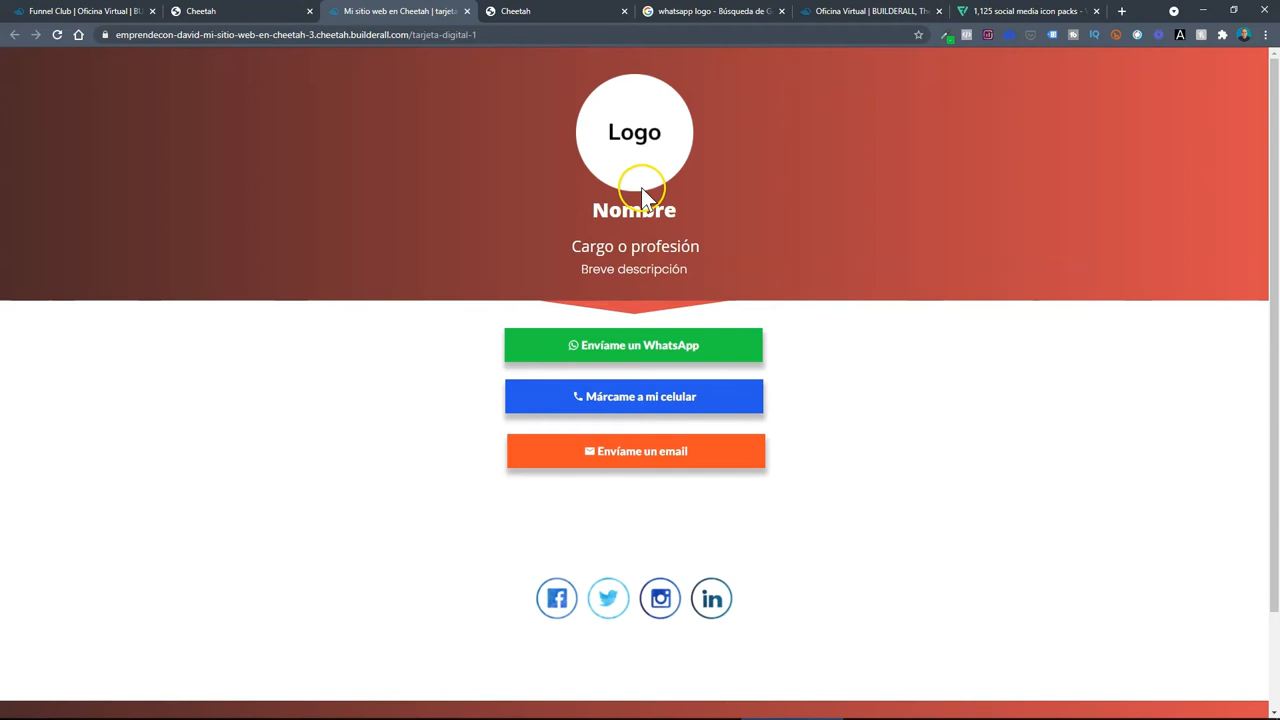 Funnel Club | Oficina Virtual | BU
Cheetah
Mi sitio web en Cheetah | tarjeta
Cheetah
whatsapp logo - Búsqueda de G
Oficina Virtual | BUILDERALL, The
1,125 social media icon packs -
emprendecon-david-mi-sitio-web-en-cheetah-3.cheetah.builderall.com/tarjeta-digital-1
Logo
Nombre
Cargo o profesión
Breve descripción
Envíame un WhatsApp
Márcame a mi celular
Envíame un email